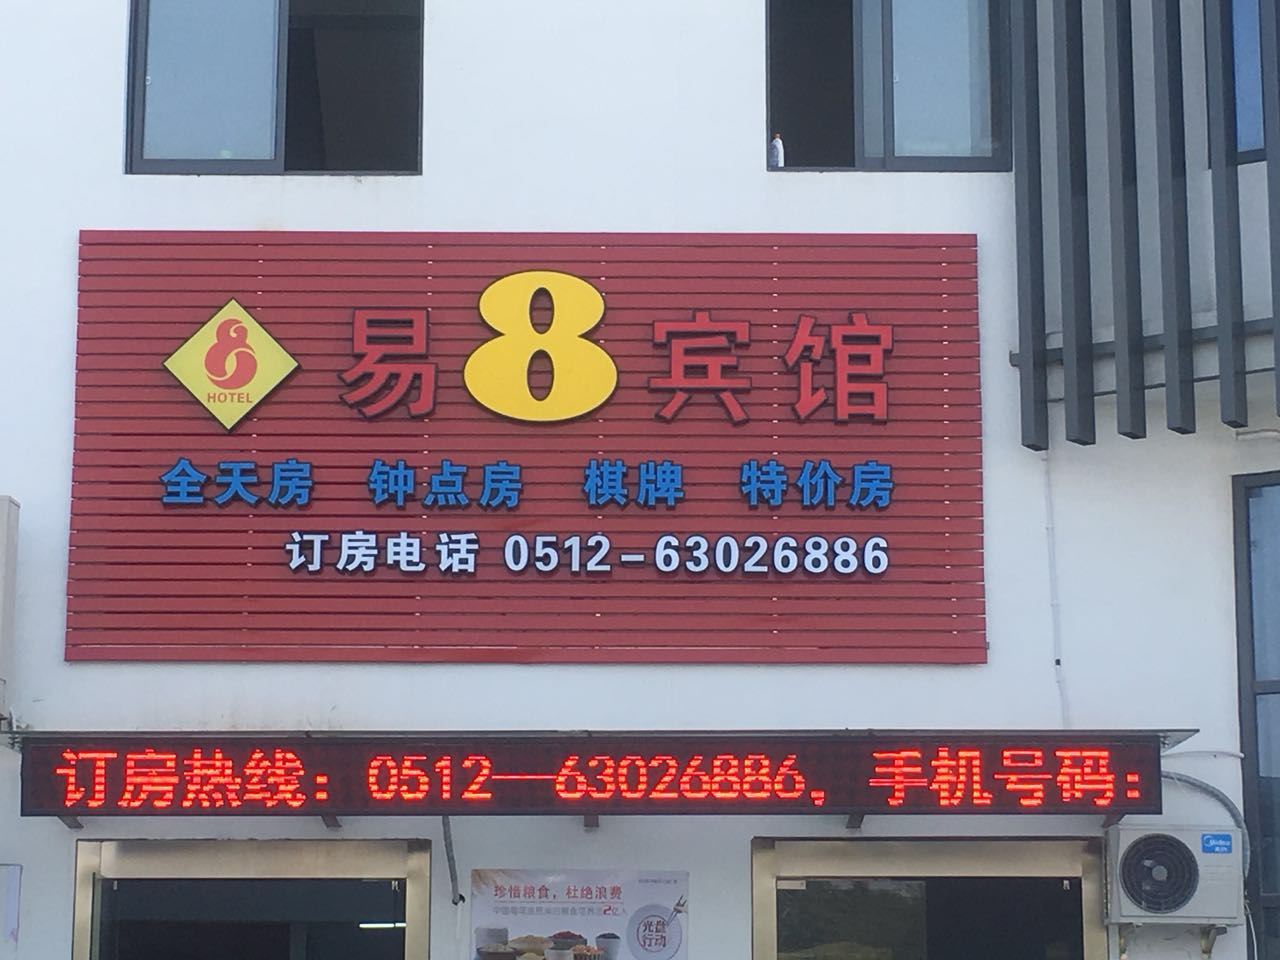 HOTEL
易8宾馆
全天房 钟点房 棋牌 特价房
订房电话 0512-63026886
订房热线：0512—63026886，手机号码：
Midea
珍惜粮食，杜绝浪费
光盘
行动